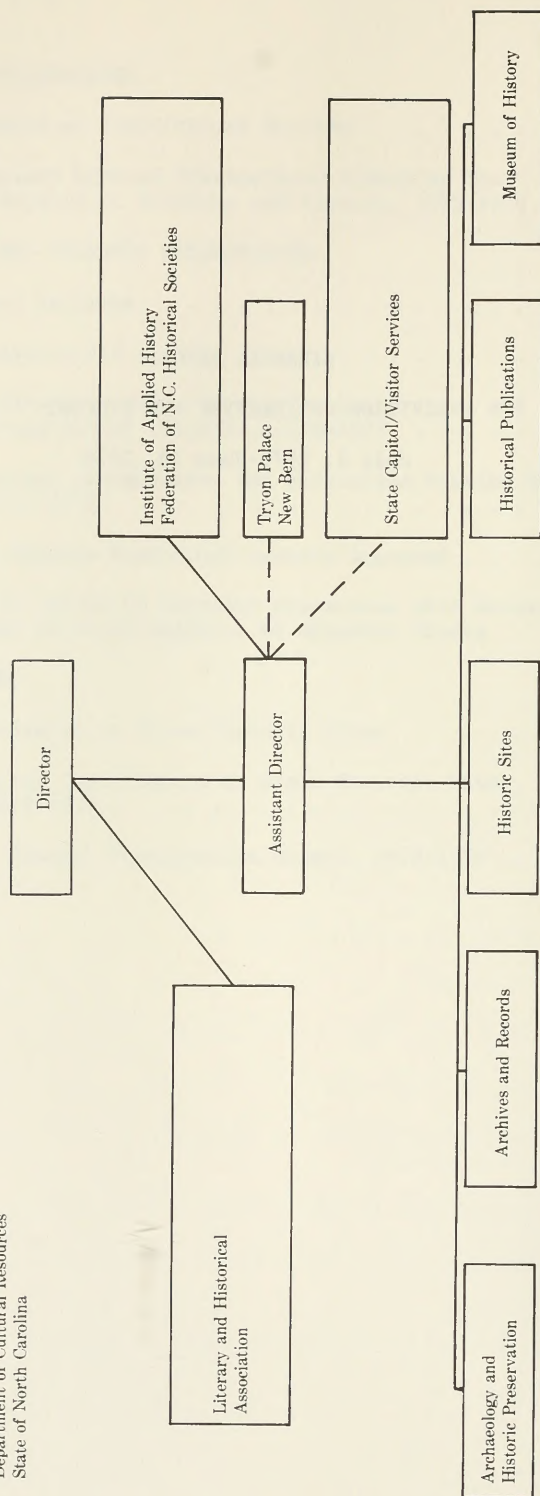 Department of Cultural Resources
State of North Carolina
Director
Literary and Historical
Association
Assistant Director
Institute of Applied History
Federation of N.C. Historical Societies
Tryon Palace
New Bern
State Capitol/Visitor Services
Archaeology and
Historic Preservation
Archives and Records
Historic Sites
Historical Publications
Museum of History